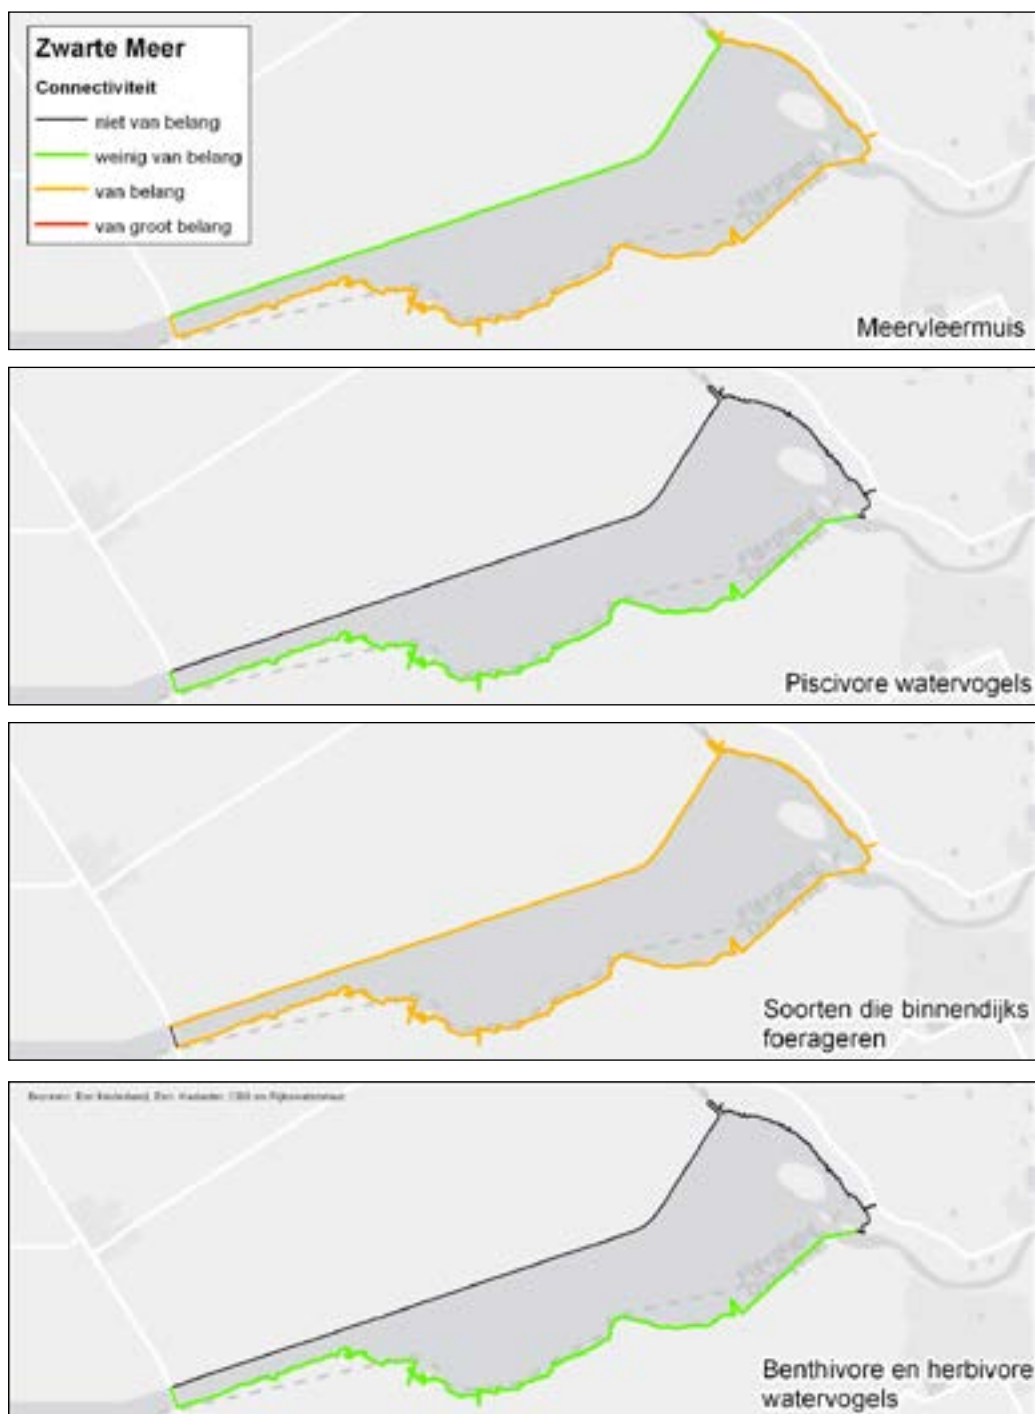 Zwarte Meer
Connectiviteit
niet van belang
weinig van belang
van belang
van groot belang
Meervleermuis
Piscivore watervogels
Soorten die binnendijks
foerageren
Benthivore en herbivore
watervogels